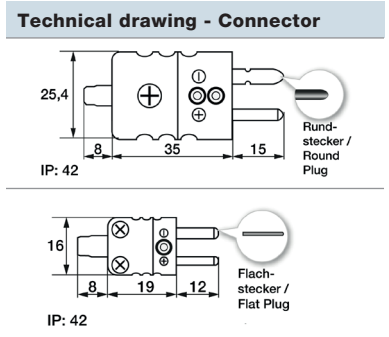 Technical drawing - Connector
25,4
8
35
15
IP: 42
Rund-
stecker /
Round
Plug
16
8
19
12
IP: 42
Flach-
stecker /
Flat Plug